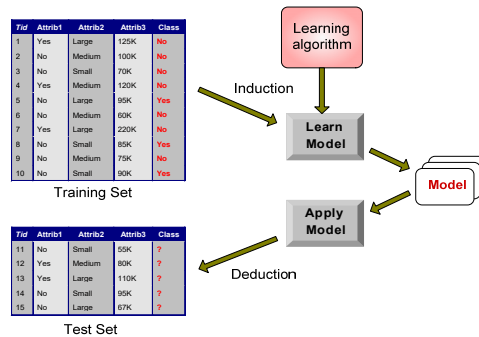 Tid Attrib1 Attrib2 Attrib3 Class
1 Yes Large 125K No
2 No Medium 100K No
3 No Small 70K No
4 Yes Medium 120K No
5 No Large 95K Yes
6 No Medium 60K No
7 Yes Large 220K No
8 No Small 85K Yes
9 No Medium 75K No
10 No Small 90K Yes
Training Set
Learning
algorithm
Induction
Learn
Model
Model
Apply
Model
Deduction
Tid Attrib1 Attrib2 Attrib3 Class
11 No Small 55K ?
12 Yes Medium 80K ?
13 Yes Large 110K ?
14 No Small 95K ?
15 No Large 67K ?
Test Set